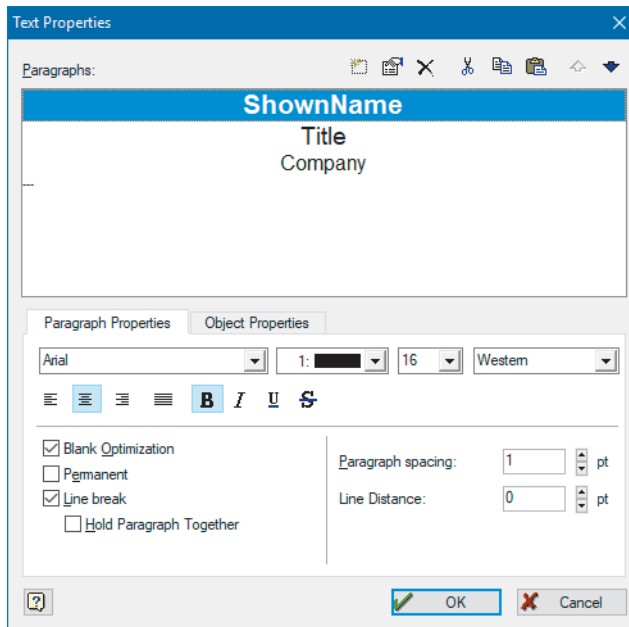 Text Properties
Paragraphs:
ShownName
Title
Company
---
Paragraph Properties Object Properties
Arial 1: 16 Western
B I U S
Blank Optimization
Permanent
Line break
Hold Paragraph Together
Paragraph spacing: 1 pt
Line Distance: 0 pt
? OK Cancel